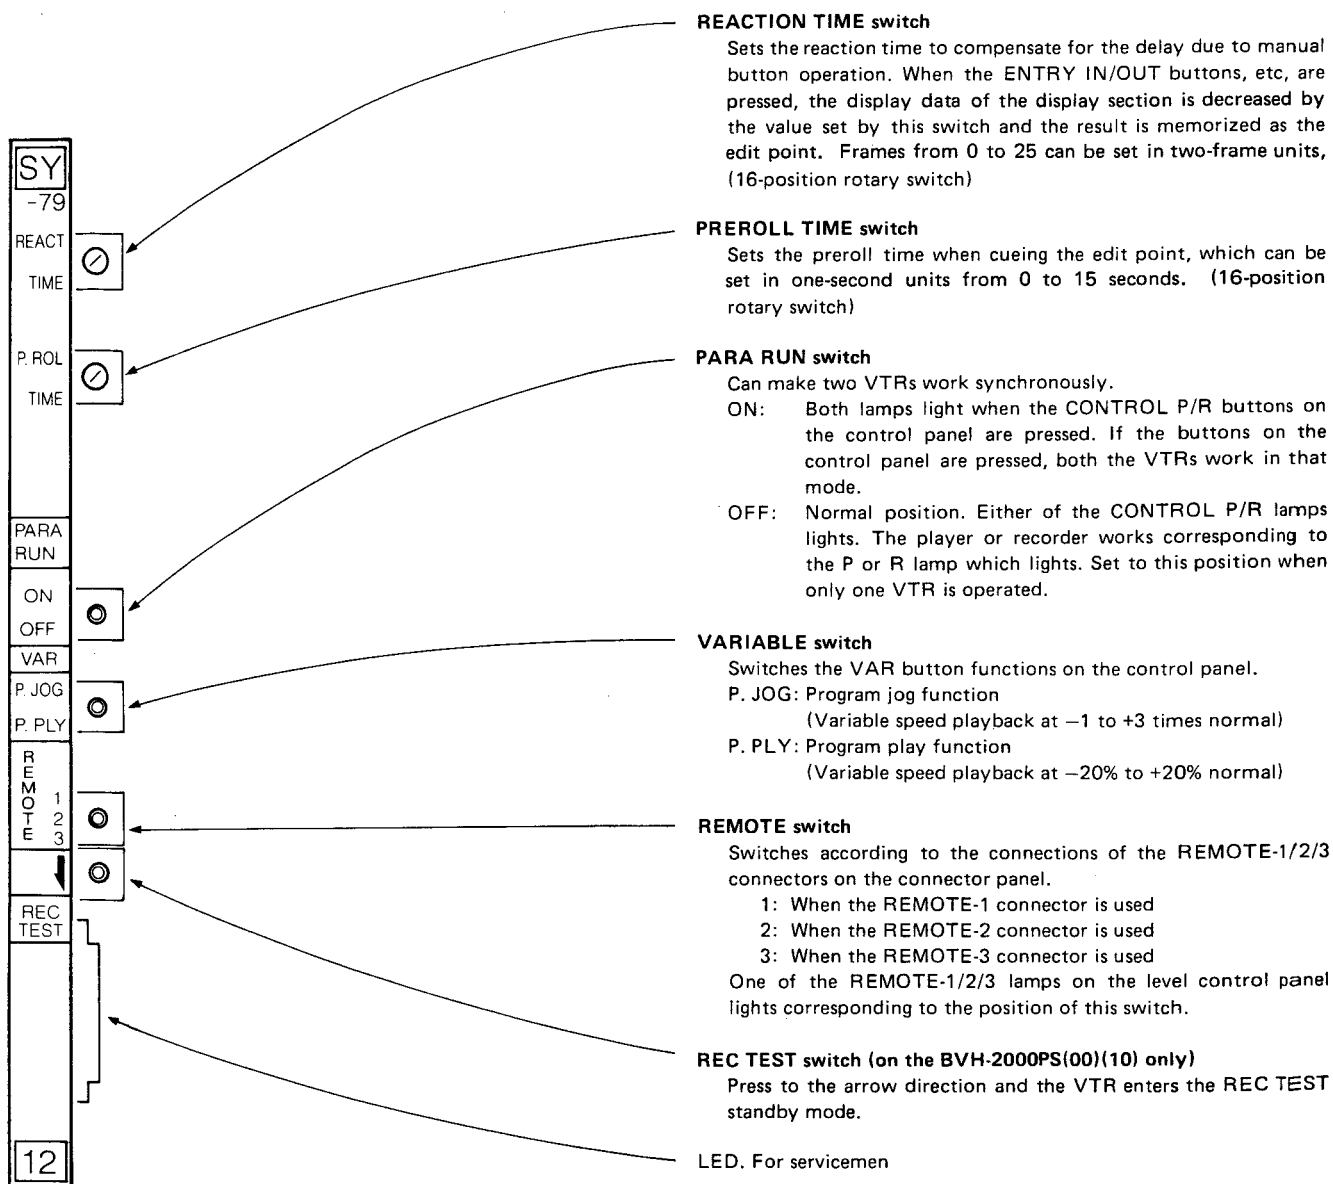 REACTION TIME switch
Sets the reaction time to compensate for the delay due to manual
button operation. When the ENTRY IN/OUT buttons, etc, are
pressed, the display data of the display section is decreased by
the value set by this switch and the result is memorized as the
edit point. Frames from 0 to 25 can be set in two-frame units,
(16-position rotary switch)
PREROLL TIME switch
Sets the preroll time when cueing the edit point, which can be
set in one-second units from 0 to 15 seconds. (16-position
rotary switch)
PARA RUN switch
Can make two VTRs work synchronously.
ON: Both lamps light when the CONTROL P/R buttons on
the control panel are pressed. If the buttons on the
control panel are pressed, both the VTRs work in that
mode.
OFF: Normal position. Either of the CONTROL P/R lamps
lights. The player or recorder works corresponding to
the P or R lamp which lights. Set to this position when
only one VTR is operated.
VARIABLE switch
Switches the VAR button functions on the control panel.
P. JOG: Program jog function
(Variable speed playback at −1 to +3 times normal)
P. PLY: Program play function
(Variable speed playback at −20% to +20% normal)
REMOTE switch
Switches according to the connections of the REMOTE-1/2/3
connectors on the connector panel.
1: When the REMOTE-1 connector is used
2: When the REMOTE-2 connector is used
3: When the REMOTE-3 connector is used
One of the REMOTE-1/2/3 lamps on the level control panel
lights corresponding to the position of this switch.
REC TEST switch (on the BVH-2000PS(00)(10) only)
Press to the arrow direction and the VTR enters the REC TEST
standby mode.
LED. For servicemen
SY
-79
REACT
TIME
P. ROL
TIME
PARA
RUN
ON
OFF
VAR
P. JOG
P. PLY
REMOTE
1
2
3
REC
TEST
12